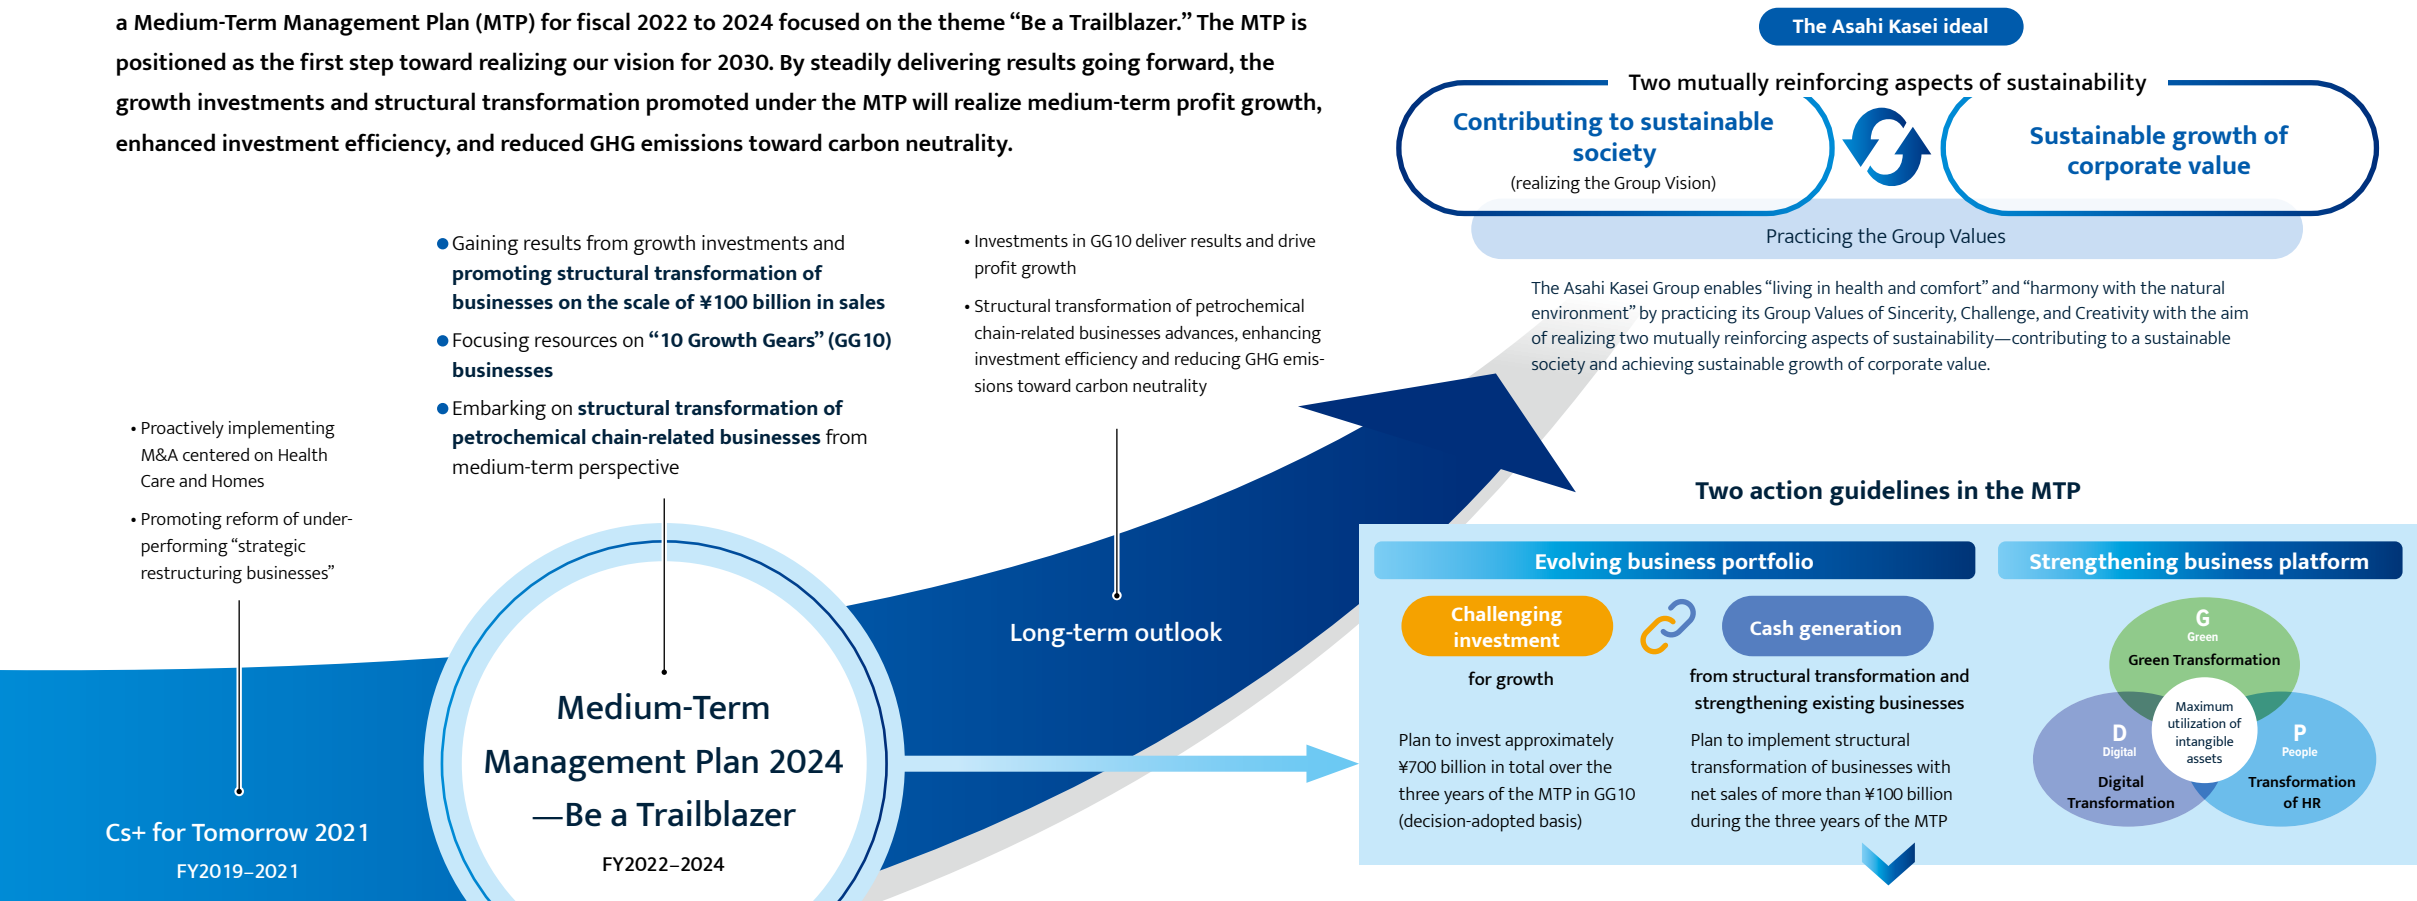 a Medium-Term Management Plan (MTP) for fiscal 2022 to 2024 focused on the theme “Be a Trailblazer.” The MTP is
positioned as the first step toward realizing our vision for 2030. By steadily delivering results going forward, the
growth investments and structural transformation promoted under the MTP will realize medium-term profit growth,
enhanced investment efficiency, and reduced GHG emissions toward carbon neutrality.
• Proactively implementing
M&A centered on Health
Care and Homes
• Promoting reform of under-
performing “strategic
restructuring businesses”
Cs+ for Tomorrow 2021
FY2019–2021
● Gaining results from growth investments and
promoting structural transformation of
businesses on the scale of ¥100 billion in sales
● Focusing resources on “10 Growth Gears” (GG10)
businesses
● Embarking on structural transformation of
petrochemical chain-related businesses from
medium-term perspective
Medium-Term
Management Plan 2024
—Be a Trailblazer
FY2022–2024
• Investments in GG10 deliver results and drive
profit growth
• Structural transformation of petrochemical
chain-related businesses advances, enhancing
investment efficiency and reducing GHG emis-
sions toward carbon neutrality
Long-term outlook
The Asahi Kasei ideal
Two mutually reinforcing aspects of sustainability
Contributing to sustainable
society
(realizing the Group Vision)
Sustainable growth of
corporate value
Practicing the Group Values
The Asahi Kasei Group enables “living in health and comfort” and “harmony with the natural
environment” by practicing its Group Values of Sincerity, Challenge, and Creativity with the aim
of realizing two mutually reinforcing aspects of sustainability—contributing to a sustainable
society and achieving sustainable growth of corporate value.
Two action guidelines in the MTP
Evolving business portfolio
Challenging
investment
for growth
Plan to invest approximately
¥700 billion in total over the
three years of the MTP in GG10
(decision-adopted basis)
Cash generation
from structural transformation and
strengthening existing businesses
Plan to implement structural
transformation of businesses with
net sales of more than ¥100 billion
during the three years of the MTP
Strengthening business platform
G
Green
Green Transformation
D
Digital
Digital
Transformation
Maximum
utilization of
intangible
assets
P
People
Transformation
of HR